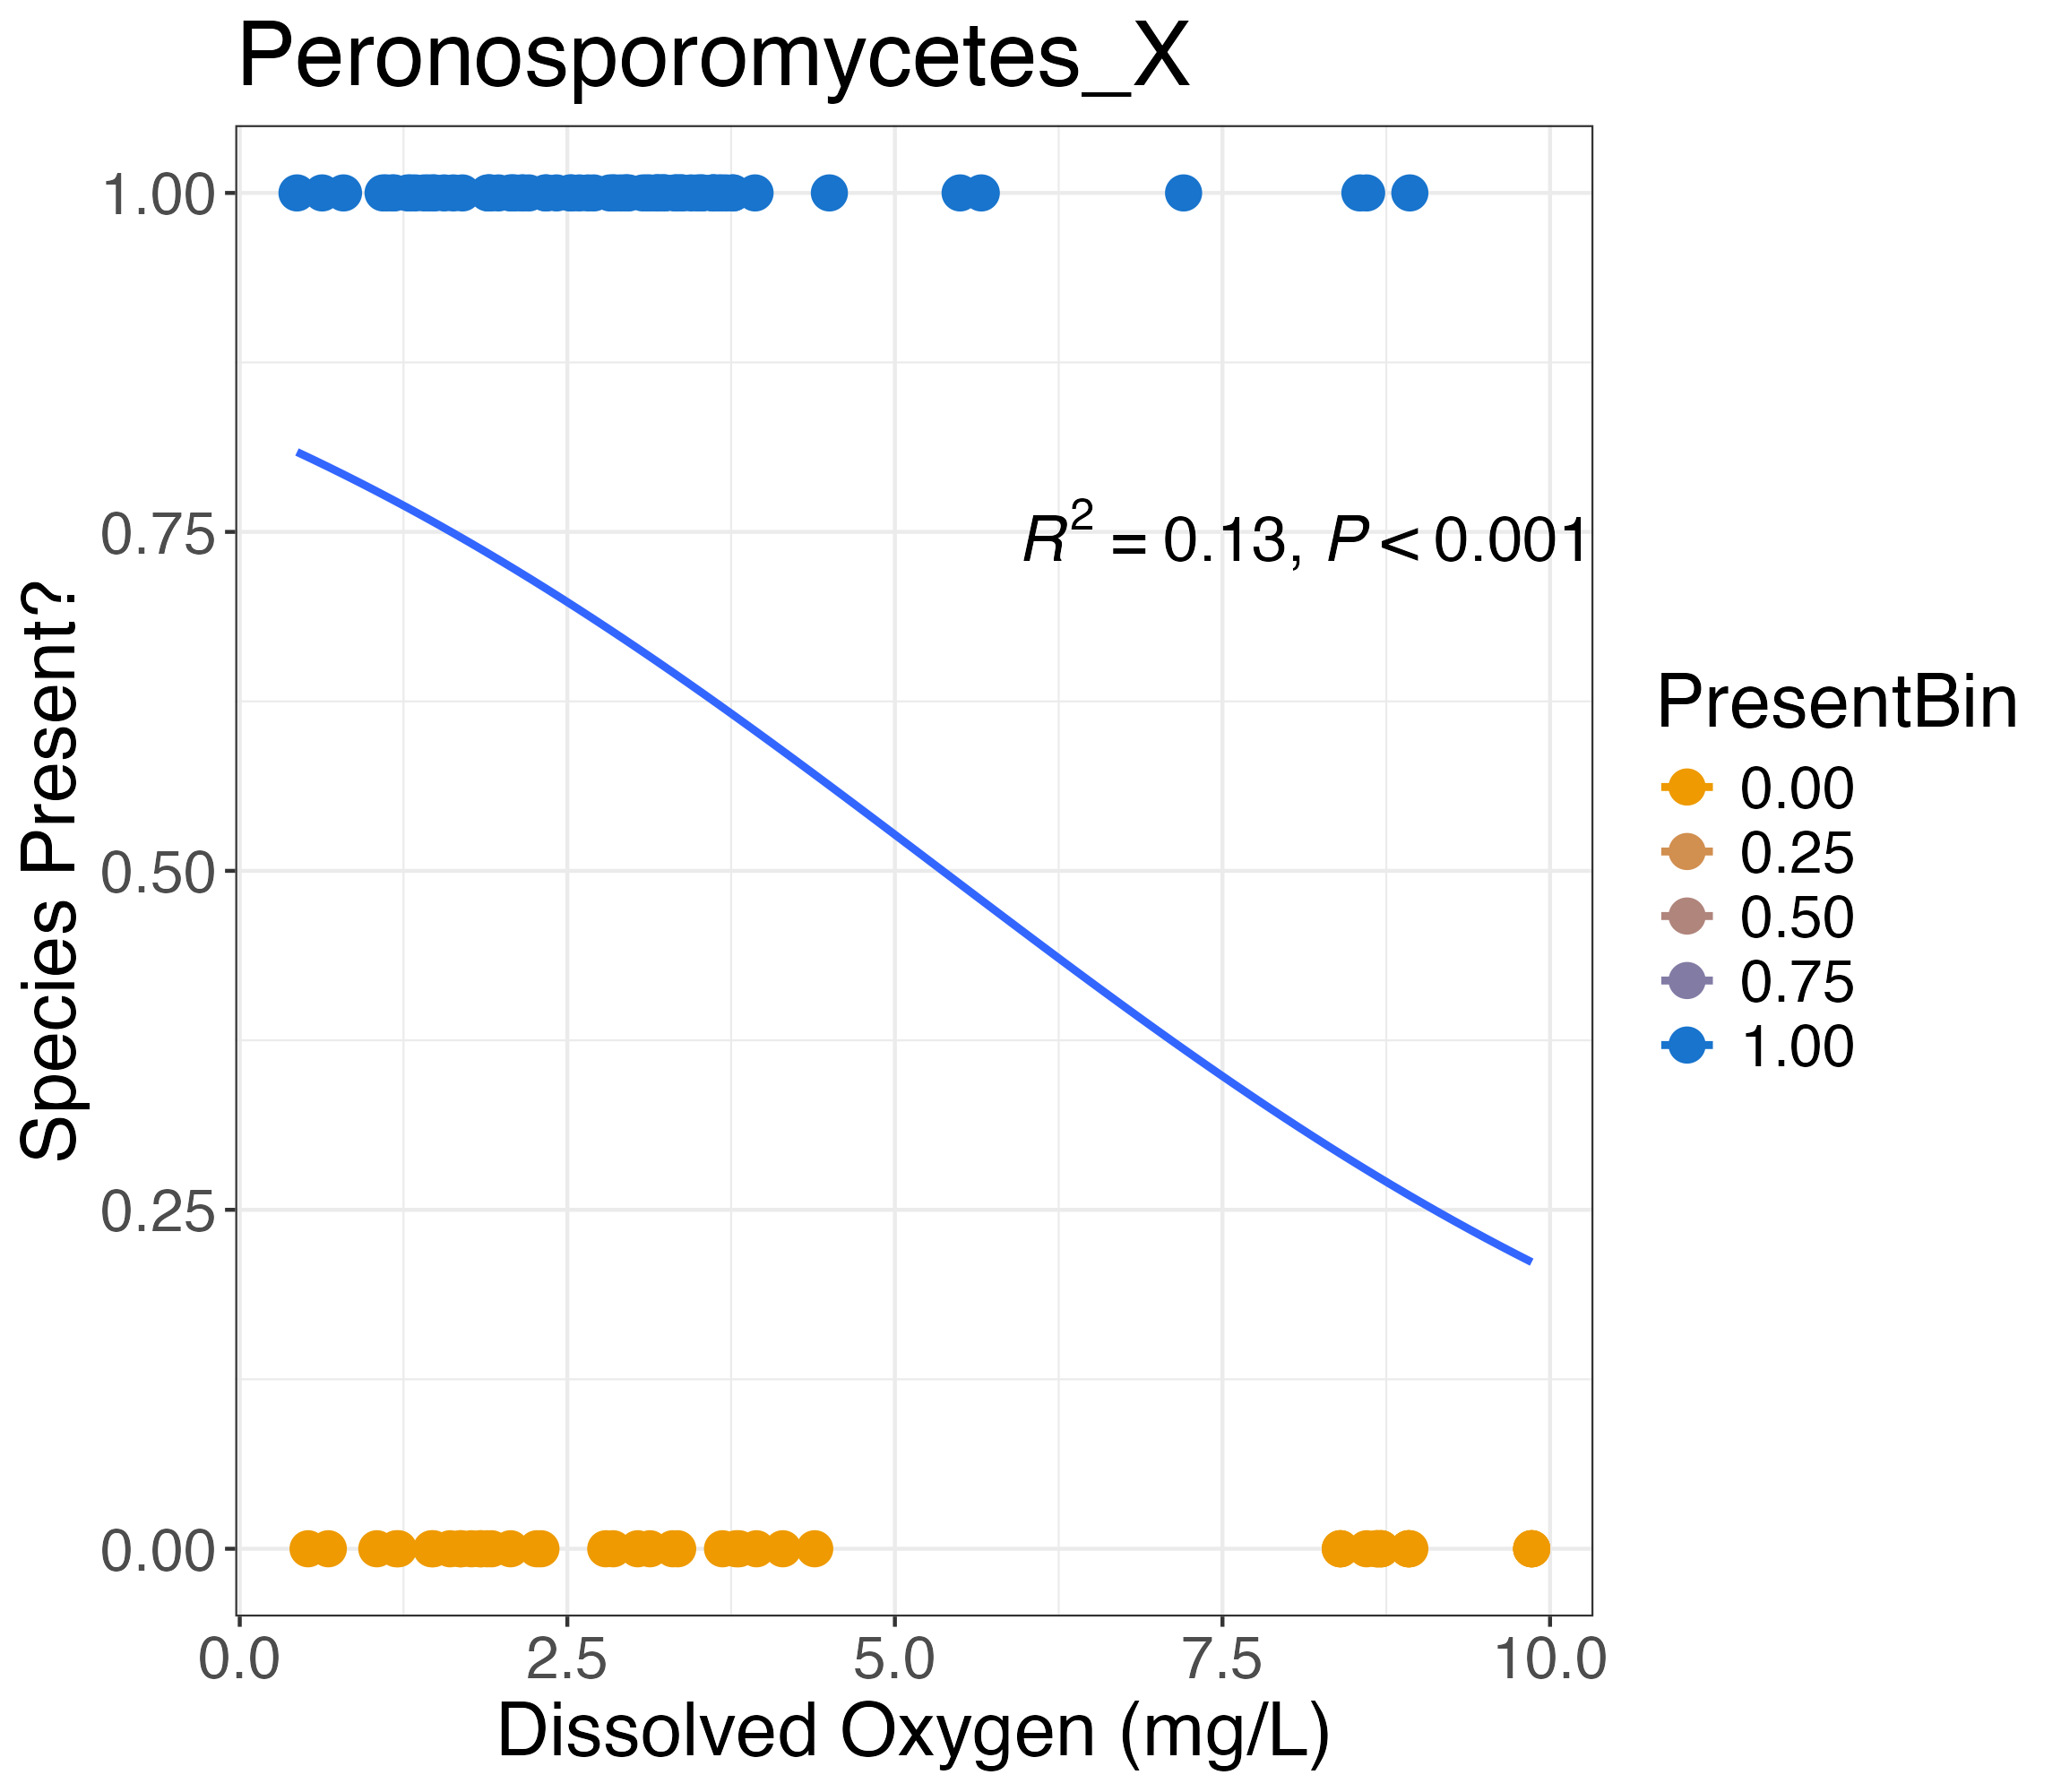 Peronosporomycetes_X
1.00
0.75
0.50
0.25
0.00
Species Present?
R² = 0.13, P < 0.001
0.0 2.5 5.0 7.5 10.0
Dissolved Oxygen (mg/L)
PresentBin
0.00
0.25
0.50
0.75
1.00